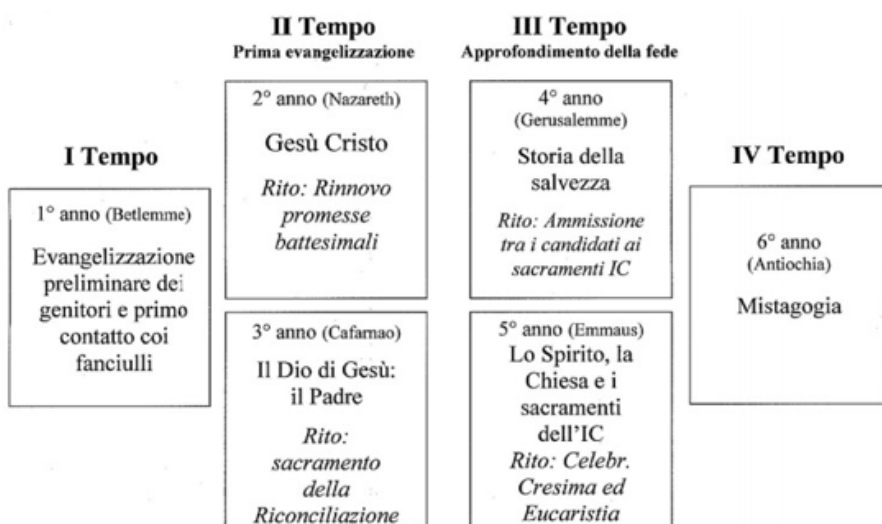 I Tempo
1° anno (Betlemme)
Evangelizzazione
preliminare dei
genitori e primo
contatto coi
fanciulli
II Tempo
Prima evangelizzazione
2° anno (Nazareth)
Gesù Cristo
Rito: Rinnovo
promesse
battesimali
3° anno (Cafarnao)
Il Dio di Gesù:
il Padre
Rito:
sacramento
della
Riconciliazione
III Tempo
Approfondimento della fede
4° anno
(Gerusalemme)
Storia della
salvezza
Rito: Ammissione
tra i candidati ai
sacramenti IC
5° anno (Emmaus)
Lo Spirito, la
Chiesa e i
sacramenti
dell'IC
Rito: Celebr.
Cresima ed
Eucaristia
IV Tempo
6° anno
(Antiochia)
Mistagogia